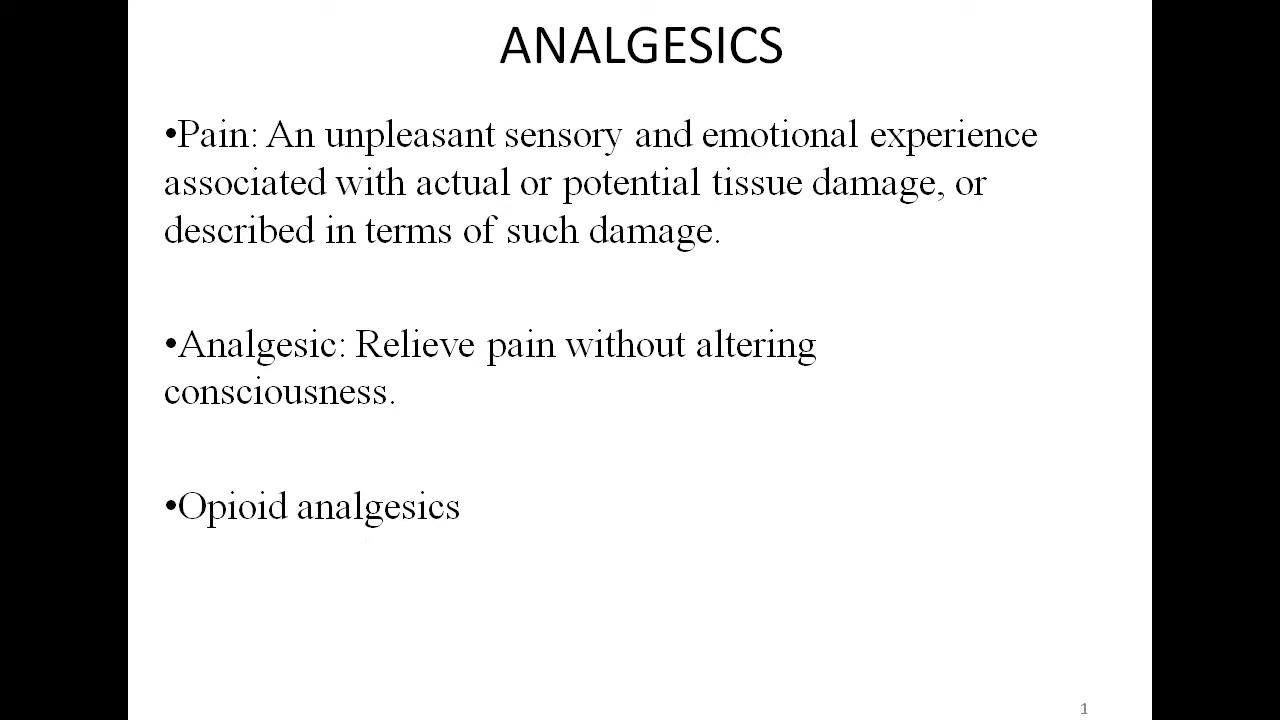 ANALGESICS
•Pain: An unpleasant sensory and emotional experience
associated with actual or potential tissue damage, or
described in terms of such damage.
•Analgesic: Relieve pain without altering
consciousness.
•Opioid analgesics
1